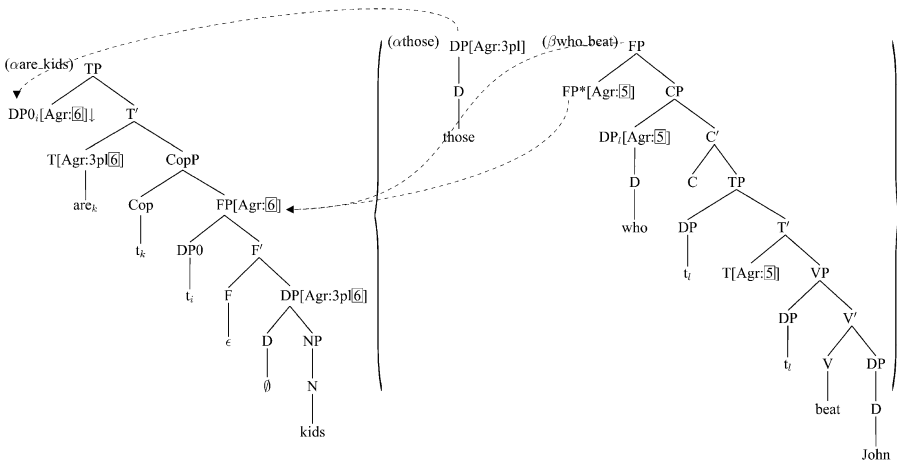 (αare_kids) TP
DP0i[Agr:6]↓ T′
T[Agr:3pl6] CopP
arek Cop FP[Agr:6]
tk DP0 F′
ti F DP[Agr:3pl6]
ϵ D NP
∅ N
kids
(αthose) DP[Agr:3pl]
D
those
(βwho_beat) FP
FP*[Agr:5] CP
DPl[Agr:5] C′
D C TP
who DP T′
tl T[Agr:5] VP
DP V′
tl V DP
beat D
John